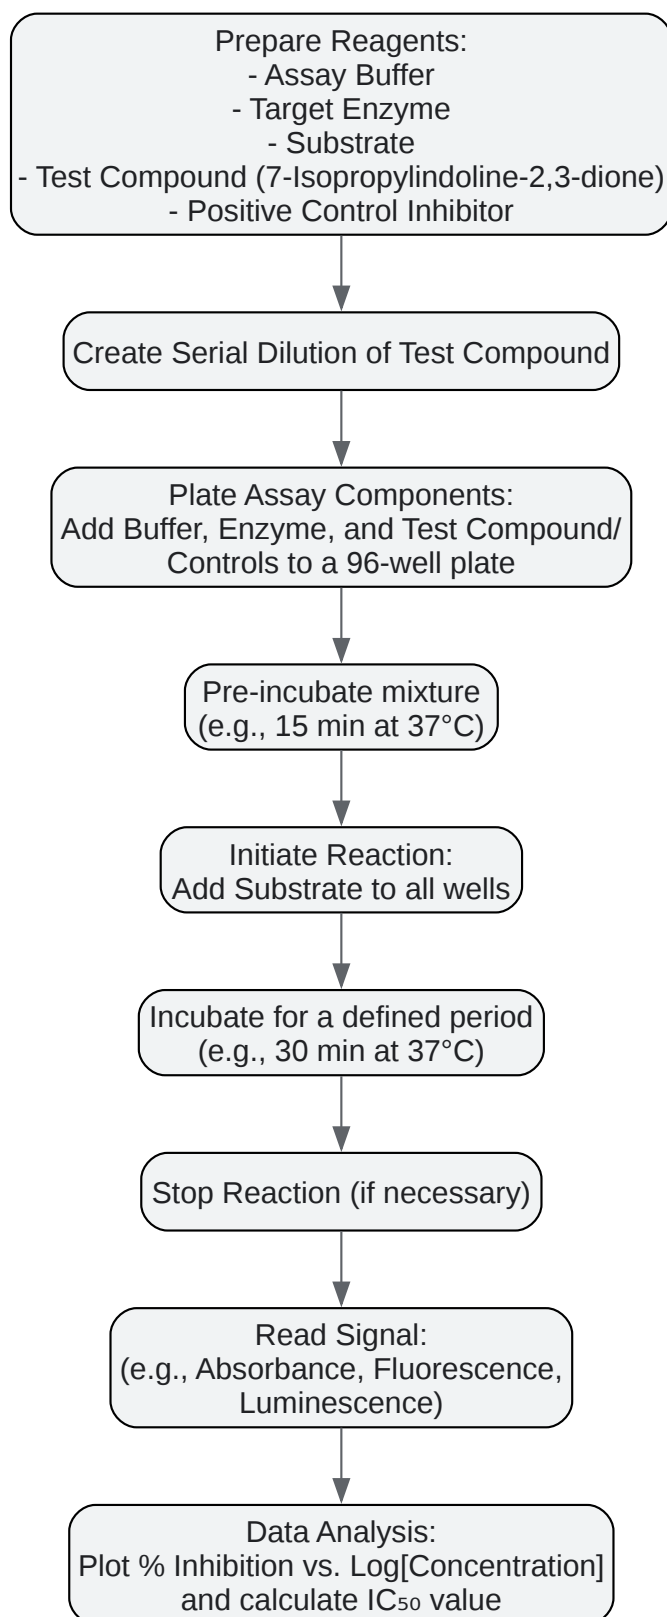 Prepare Reagents:
- Assay Buffer
- Target Enzyme
- Substrate
- Test Compound (7-Isopropylindoline-2,3-dione)
- Positive Control Inhibitor
Create Serial Dilution of Test Compound
Plate Assay Components:
Add Buffer, Enzyme, and Test Compound/
Controls to a 96-well plate
Pre-incubate mixture
(e.g., 15 min at 37°C)
Initiate Reaction:
Add Substrate to all wells
Incubate for a defined period
(e.g., 30 min at 37°C)
Stop Reaction (if necessary)
Read Signal:
(e.g., Absorbance, Fluorescence,
Luminescence)
Data Analysis:
Plot % Inhibition vs. Log[Concentration]
and calculate IC₅₀ value